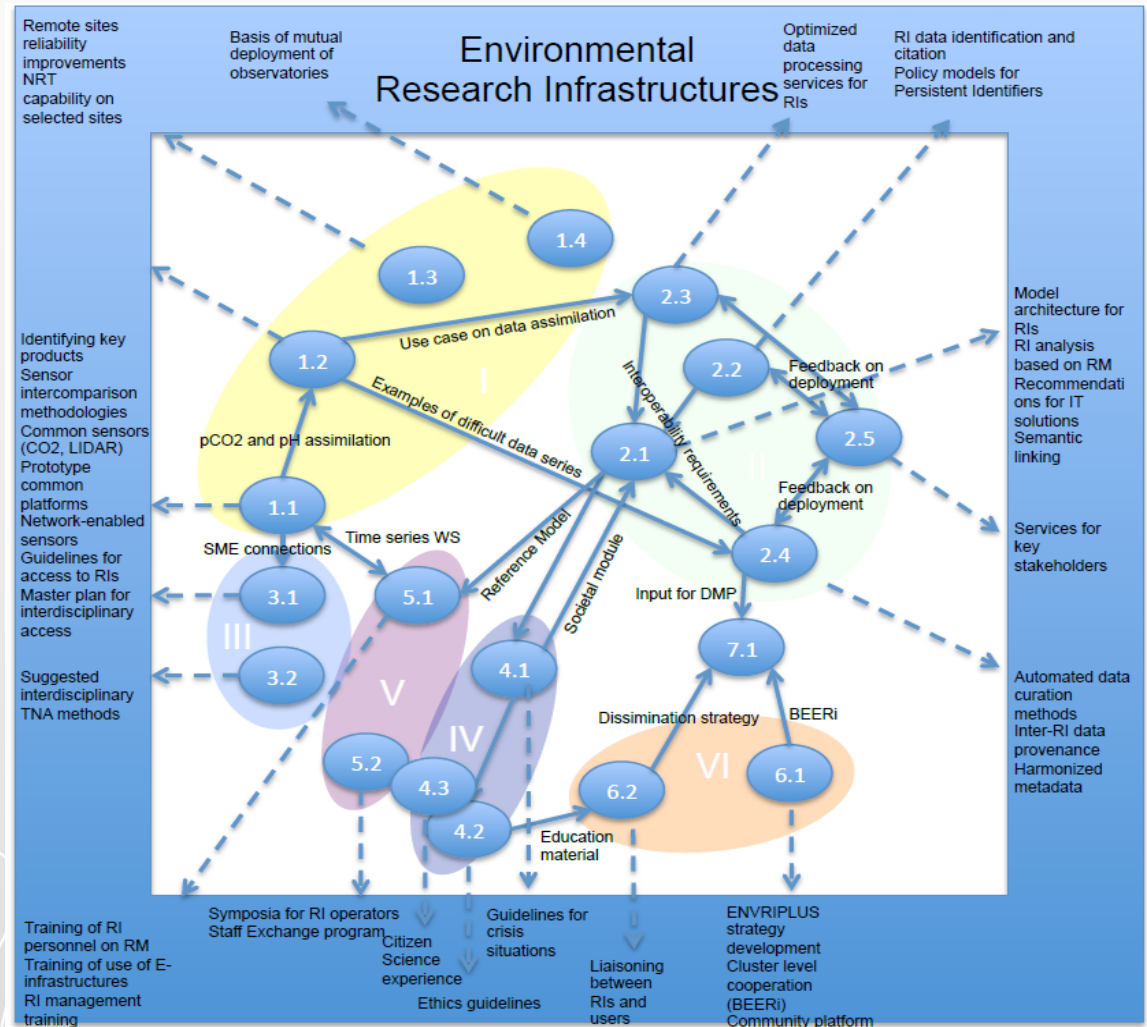 Environmental
Research Infrastructures
Remote sites
reliability
improvements
NRT
capability on
selected sites
Basis of mutual
deployment of
observatories
Optimized
data
processing
services for
RIs
RI data identification and
citation
Policy models for
Persistent Identifiers
Identifying key
products
Sensor
intercomparison
methodologies
Common sensors
(CO2, LIDAR)
Prototype
common
platforms
Network-enabled
sensors
Guidelines for
access to RIs
Master plan for
interdisciplinary
access
Suggested
interdisciplinary
TNA methods
1.4
1.3
2.3
1.2
Use case on data assimilation
I
2.2
Feedback on
deployment
Examples of difficult data series
Interoperability requirements
pCO2 and pH assimilation
2.1
2.5
II
1.1
Feedback on
deployment
SME connections
Time series WS
2.4
3.1
5.1
Reference Model
Societal module
Input for DMP
III
7.1
3.2
4.1
V
Dissimination strategy
BEERi
IV
VI
5.2
4.3
6.2
6.1
4.2
Education
material
Model
architecture for
RIs
RI analysis
based on RM
Recommendati
ons for IT
solutions
Semantic
linking
Services for
key
stakeholders
Automated data
curation
methods
Inter-RI data
provenance
Harmonized
metadata
Training of RI
personnel on RM
Training of use of E-
infrastructures
RI management
training
Symposia for RI operators
Staff Exchange program
Citizen
Science
experience
Ethics guidelines
Guidelines for
crisis
situations
Liaisoning
between
RIs and
users
ENVRIPLUS
strategy
development
Cluster level
cooperation
(BEERi)
Community platform